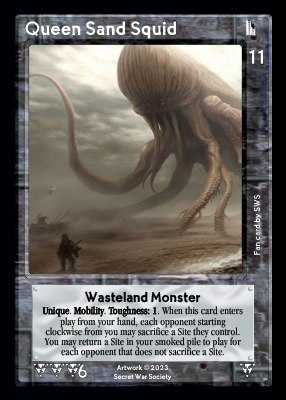 Queen Sand Squid
11
Fan card by SWS
Wasteland Monster
Unique. Mobility. Toughness: 1. When this card enters
play from your hand, each opponent starting
clockwise from you may sacrifice a Site they control.
You may return a Site in your smoked pile to play for
each opponent that does not sacrifice a Site.
6
Artwork © 2023
Secret War Society